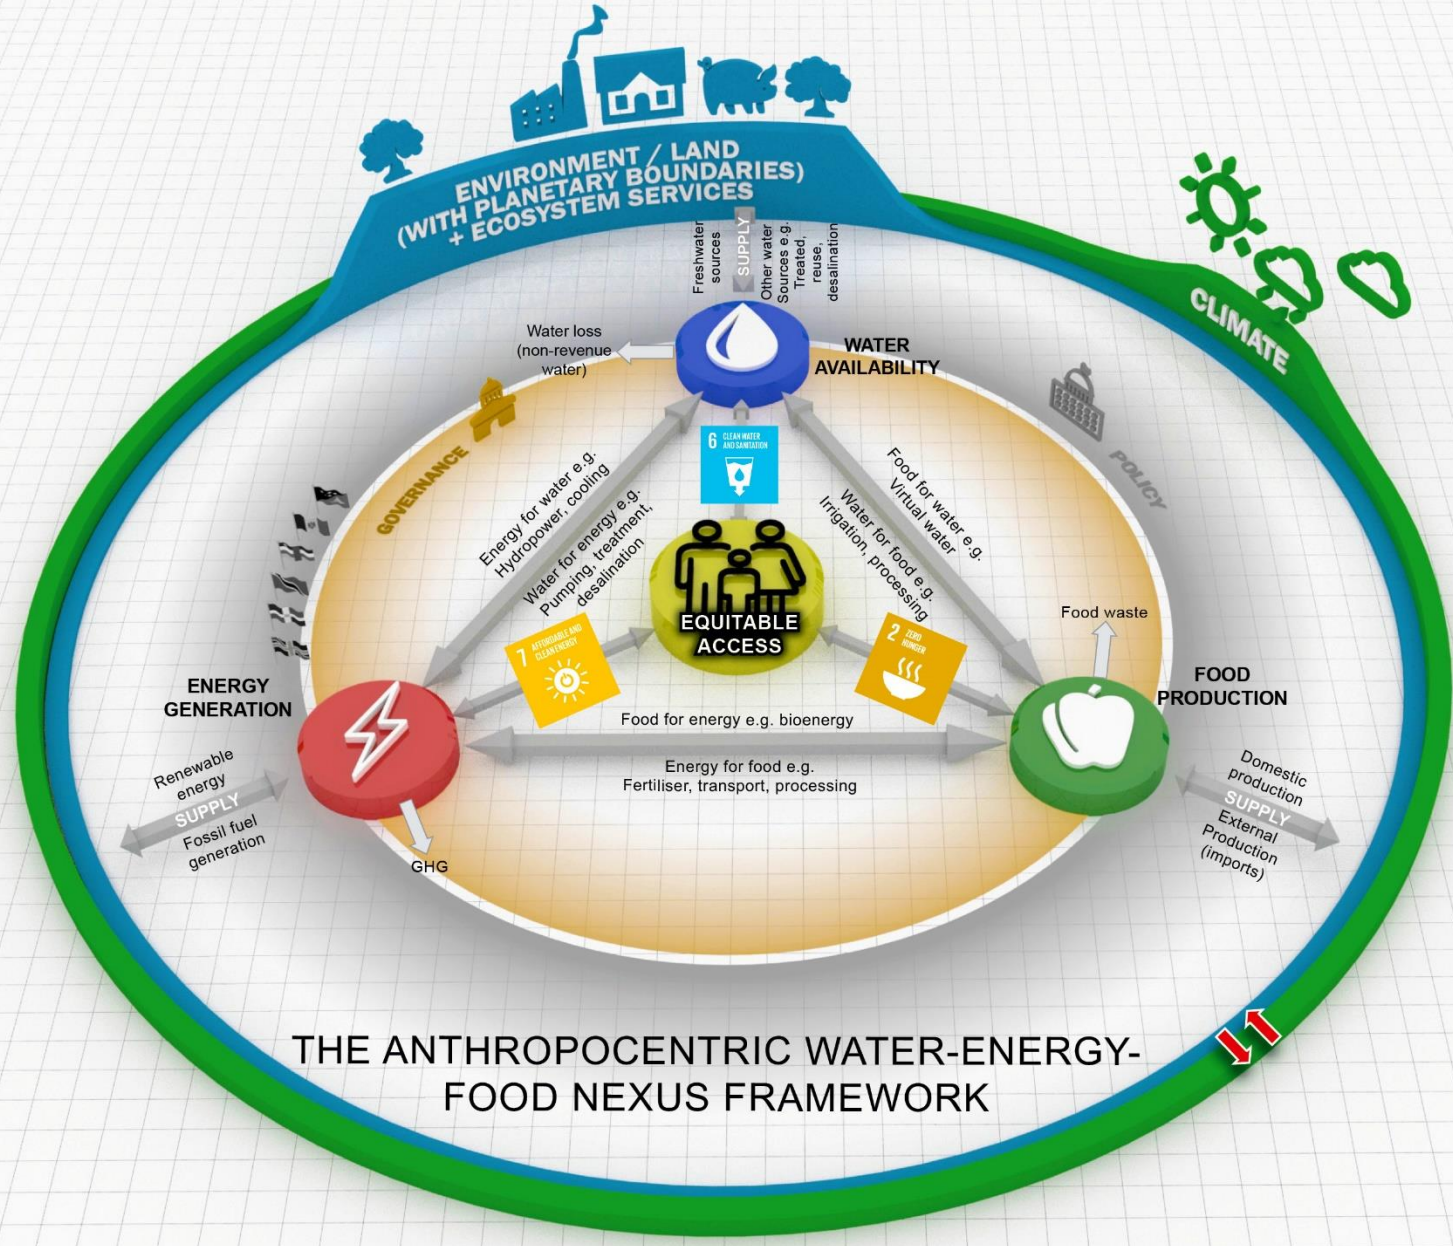 ENVIRONMENT / LAND
(WITH PLANETARY BOUNDARIES)
+ ECOSYSTEM SERVICES
CLIMATE
Freshwater
sources
SUPPLY
Other water
Sources e.g.
Treated,
reuse,
desalination
Water loss
(non-revenue
water)
WATER
AVAILABILITY
GOVERNANCE
POLICY
6 CLEAN WATER
AND SANITATION
Energy for water e.g.
Hydropower, cooling
Water for energy e.g.
Pumping, treatment,
desalination
Food for water e.g.
Virtual water
Water for food e.g.
Irrigation, processing
EQUITABLE
ACCESS
7 AFFORDABLE AND
CLEAN ENERGY
2 ZERO
HUNGER
Food waste
ENERGY
GENERATION
FOOD
PRODUCTION
Food for energy e.g. bioenergy
Energy for food e.g.
Fertiliser, transport, processing
Renewable
energy
SUPPLY
Fossil fuel
generation
Domestic
production
SUPPLY
External
Production
(imports)
GHG
THE ANTHROPOCENTRIC WATER-ENERGY-
FOOD NEXUS FRAMEWORK